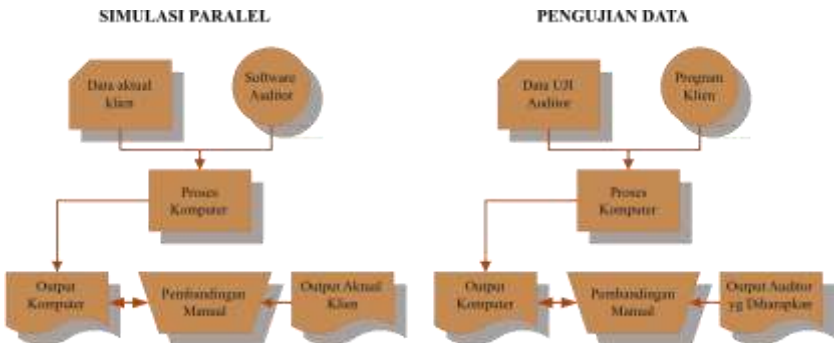 SIMULASI PARALEL
Data aktual
klien
Software
Auditor
Proses
Komputer
Output
Komputer
Pembandingan
Manual
Output Aktual
Klien
PENGUJIAN DATA
Data UJI
Auditor
Program
Klien
Proses
Komputer
Output
Komputer
Pembandingan
Manual
Output Auditor
yg Diharapkan